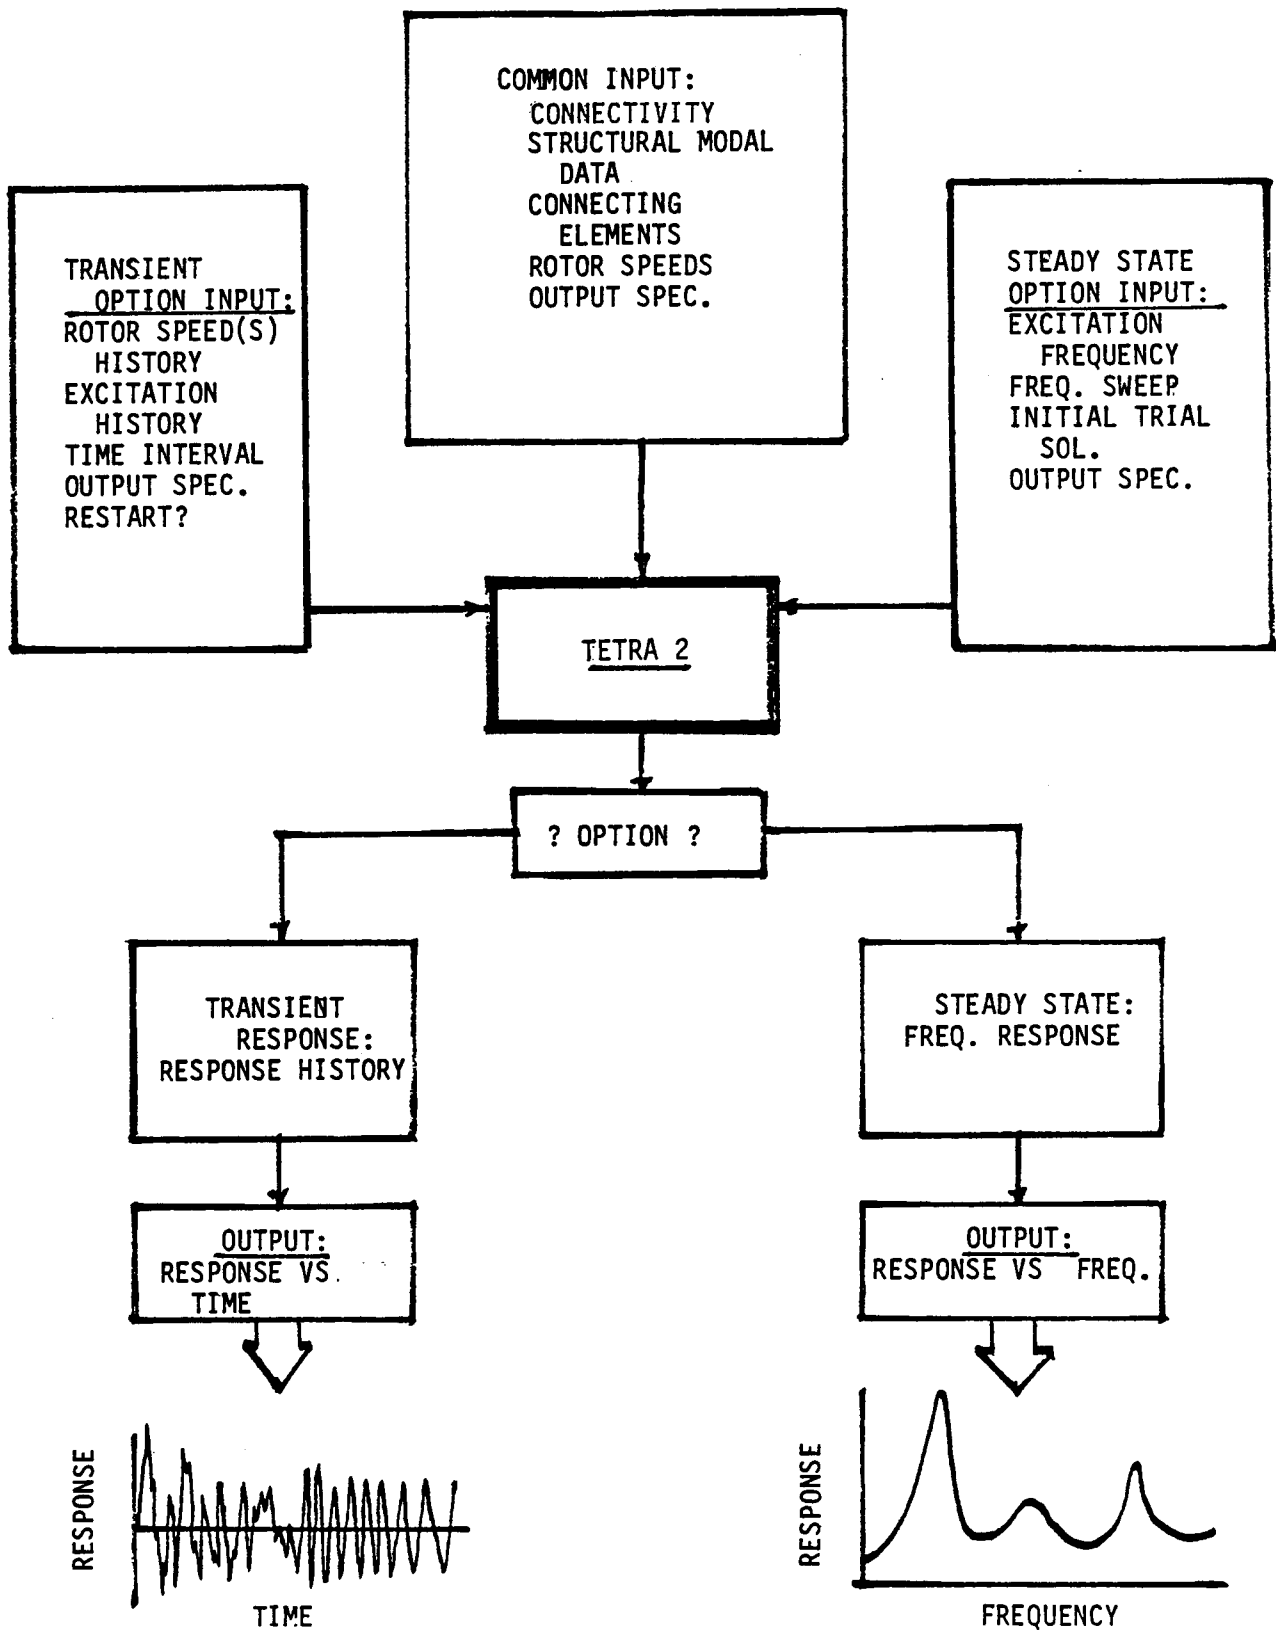 COMMON INPUT:
CONNECTIVITY
STRUCTURAL MODAL
DATA
CONNECTING
ELEMENTS
ROTOR SPEEDS
OUTPUT SPEC.
TRANSIENT
OPTION INPUT:
ROTOR SPEED(S)
HISTORY
EXCITATION
HISTORY
TIME INTERVAL
OUTPUT SPEC.
RESTART?
STEADY STATE
OPTION INPUT:
EXCITATION
FREQUENCY
FREQ. SWEEP
INITIAL TRIAL
SOL.
OUTPUT SPEC.
TETRA 2
? OPTION ?
TRANSIENT
RESPONSE:
RESPONSE HISTORY
STEADY STATE:
FREQ. RESPONSE
OUTPUT:
RESPONSE VS.
TIME
OUTPUT:
RESPONSE VS FREQ.
RESPONSE
TIME
RESPONSE
FREQUENCY